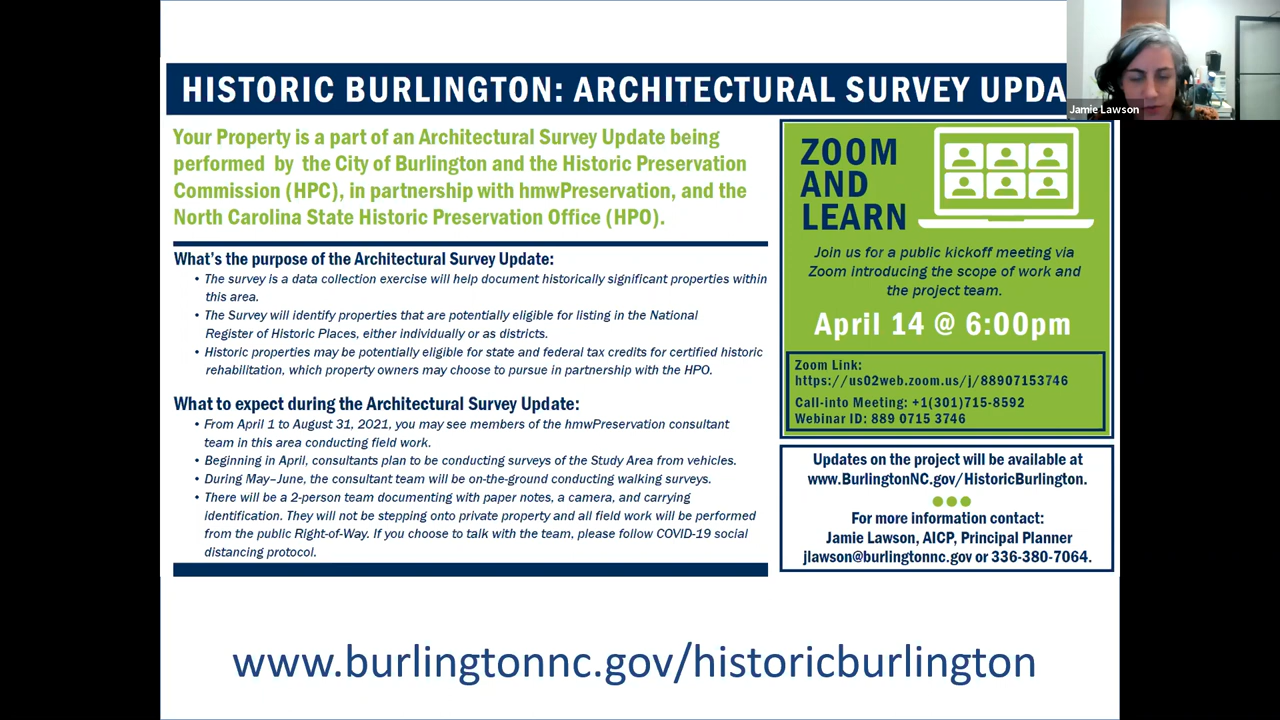 HISTORIC BURLINGTON: ARCHITECTURAL SURVEY UPDA
Jamie Lawson
Your Property is a part of an Architectural Survey Update being
performed by the City of Burlington and the Historic Preservation
Commission (HPC), in partnership with hmwPreservation, and the
North Carolina State Historic Preservation Office (HPO).
What's the purpose of the Architectural Survey Update:
• The survey is a data collection exercise will help document historically significant properties within
this area.
• The Survey will identify properties that are potentially eligible for listing in the National
Register of Historic Places, either individually or as districts.
• Historic properties may be potentially eligible for state and federal tax credits for certified historic
rehabilitation, which property owners may choose to pursue in partnership with the HPO.
What to expect during the Architectural Survey Update:
• From April 1 to August 31, 2021, you may see members of the hmwPreservation consultant
team in this area conducting field work.
• Beginning in April, consultants plan to be conducting surveys of the Study Area from vehicles.
• During May–June, the consultant team will be on-the-ground conducting walking surveys.
• There will be a 2-person team documenting with paper notes, a camera, and carrying
identification. They will not be stepping onto private property and all field work will be performed
from the public Right-of-Way. If you choose to talk with the team, please follow COVID-19 social
distancing protocol.
ZOOM
AND
LEARN
Join us for a public kickoff meeting via
Zoom introducing the scope of work and
the project team.
April 14 @ 6:00pm
Zoom Link:
https://us02web.zoom.us/j/88907153746
Call-into Meeting: +1(301)715-8592
Webinar ID: 889 0715 3746
Updates on the project will be available at
www.BurlingtonNC.gov/HistoricBurlington.
For more information contact:
Jamie Lawson, AICP, Principal Planner
jlawson@burlingtonnc.gov or 336-380-7064.
www.burlingtonnc.gov/historicburlington